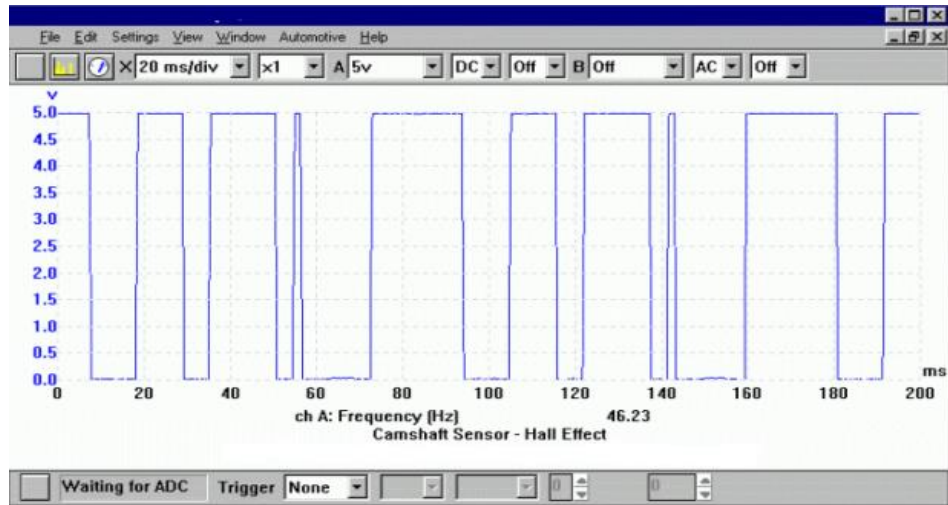 File Edit Settings View Window Automotive Help
X 20 ms/div x1 A 5v DC Off B Off AC Off
v
5.0
4.5
4.0
3.5
3.0
2.5
2.0
1.5
1.0
0.5
0.0
ms
0 20 40 60 80 100 120 140 160 180 200
ch A: Frequency (Hz) 46.23
Camshaft Sensor - Hall Effect
Waiting for ADC Trigger None 0 0